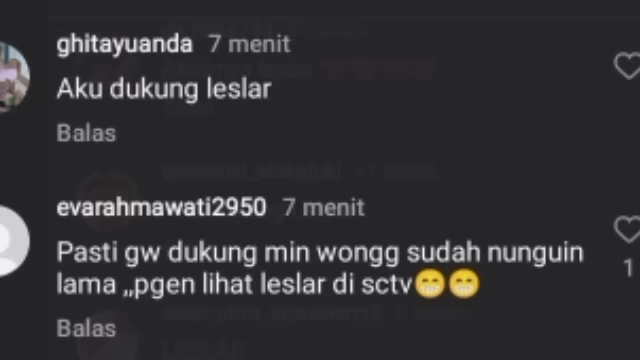 ghitayuanda 7 menit
Aku dukung leslar
Balas
evarahmawati2950 7 menit
Pasti gw dukung min wongg sudah nunguin
lama ,,pgen lihat leslar di sctv😁😁
1
Balas